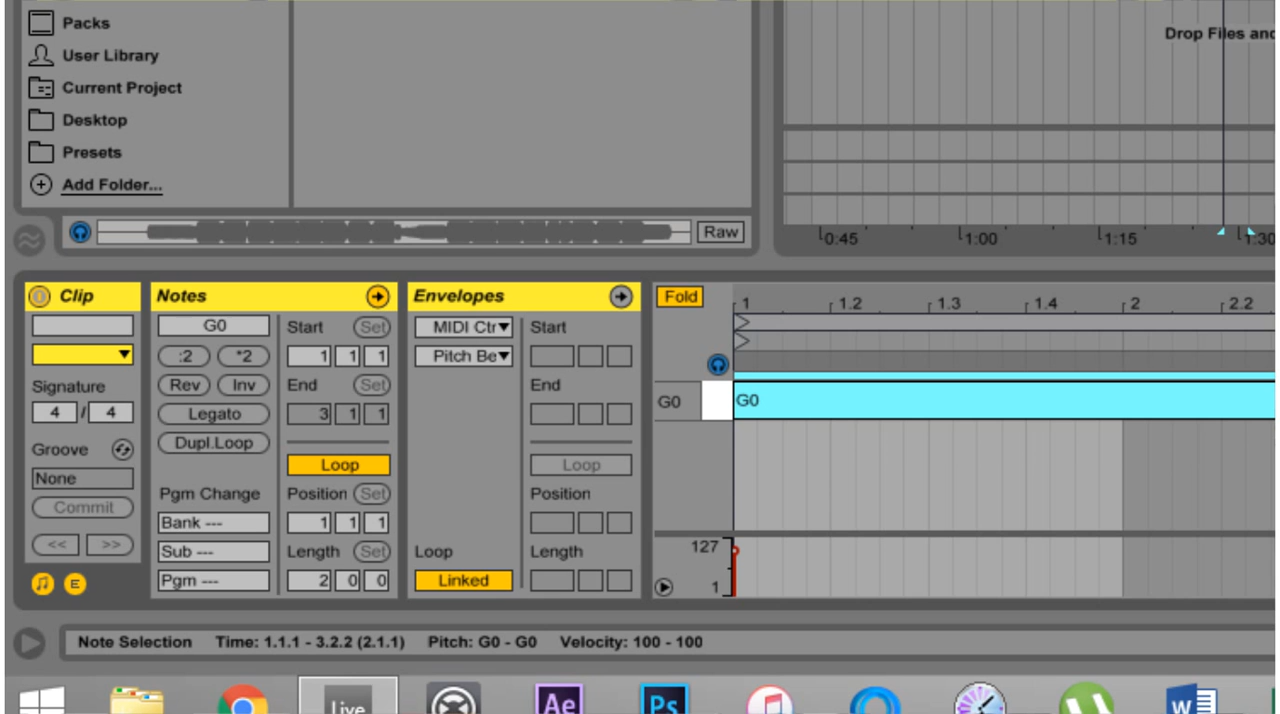 Packs
User Library
Current Project
Desktop
Presets
Add Folder...
Drop Files and
Raw
0:45 1:00 1:15 1:30
Clip
Signature
4 / 4
Groove
None
Commit
<< >>
E
Notes
G0
:2 *2
Rev Inv
Legato
Dupl.Loop
Pgm Change
Bank ---
Sub ---
Pgm ---
Start Set
1 1 1
End Set
3 1 1
Loop
Position Set
1 1 1
Length Set
2 0 0
Envelopes
MIDI Ctr
Pitch Be
Loop
Linked
Start
End
Loop
Position
Length
Fold
1 1.2 1.3 1.4 2 2.2
G0 G0
127
1
Note Selection Time: 1.1.1 - 3.2.2 (2.1.1) Pitch: G0 - G0 Velocity: 100 - 100
Live Ae Ps W